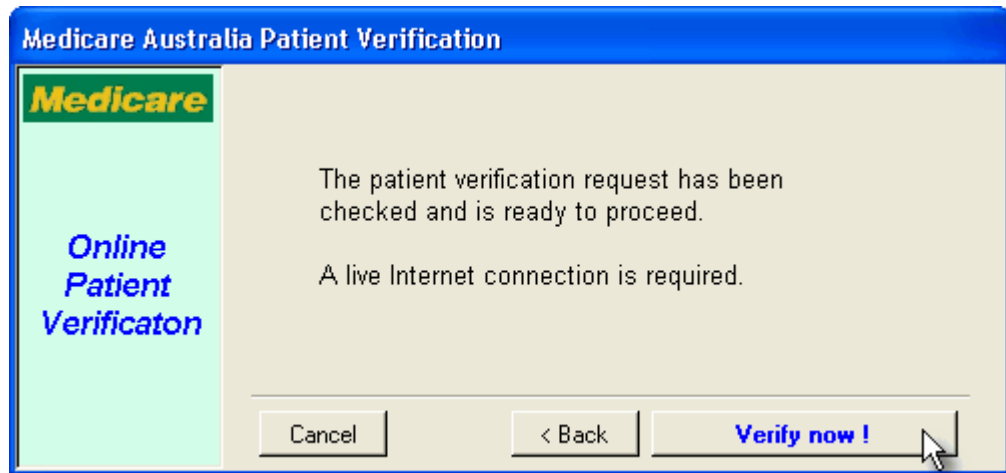 Medicare Australia Patient Verification
Medicare
Online
Patient
Verificaton
The patient verification request has been
checked and is ready to proceed.
A live Internet connection is required.
Cancel
< Back
Verify now !